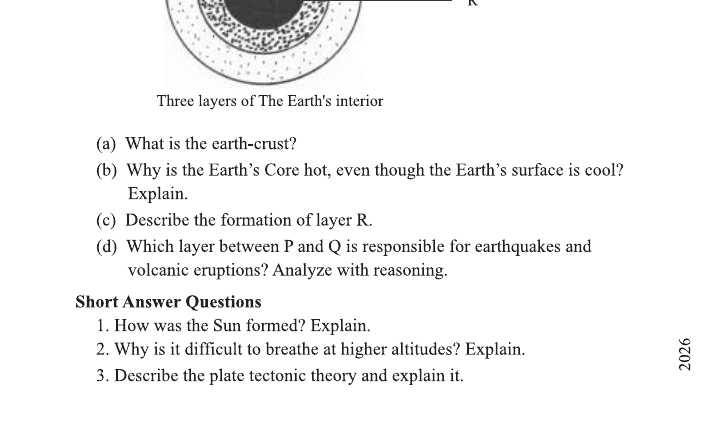 Three layers of The Earth's interior
(a) What is the earth-crust?
(b) Why is the Earth's Core hot, even though the Earth's surface is cool?
Explain.
(c) Describe the formation of layer R.
(d) Which layer between P and Q is responsible for earthquakes and
volcanic eruptions? Analyze with reasoning.
Short Answer Questions
1. How was the Sun formed? Explain.
2. Why is it difficult to breathe at higher altitudes? Explain.
3. Describe the plate tectonic theory and explain it.
2026